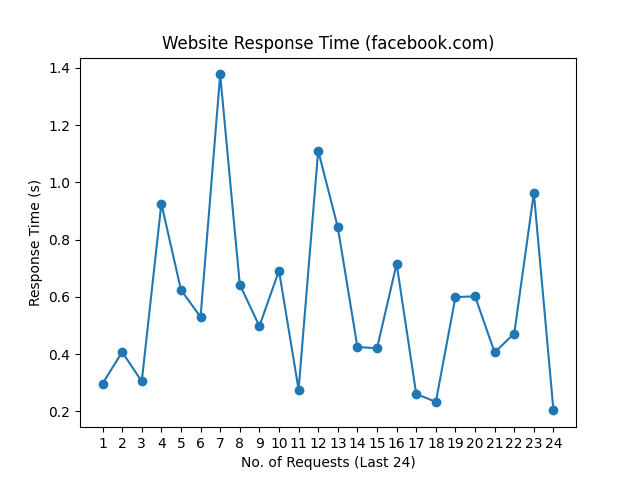 Website Response Time (facebook.com)
1.4
1.2
1.0
0.8
0.6
0.4
0.2
Response Time (s)
1 2 3 4 5 6 7 8 9 10 11 12 13 14 15 16 17 18 19 20 21 22 23 24
No. of Requests (Last 24)